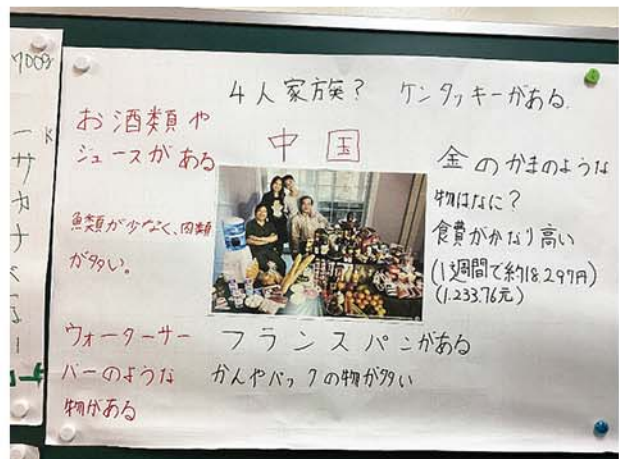 700g
4人家族? ケンタッキーがある.
お酒類や
ジュースがある
中国
金のかまのような
物はなに?
食費がかなり高い
(1週間で約18.297円)
(1.233.76元)
魚類が少なく、肉類
が多い。
ウォーターサー
バーのような
物がある
フランスパンがある
かんやパックの物が多い